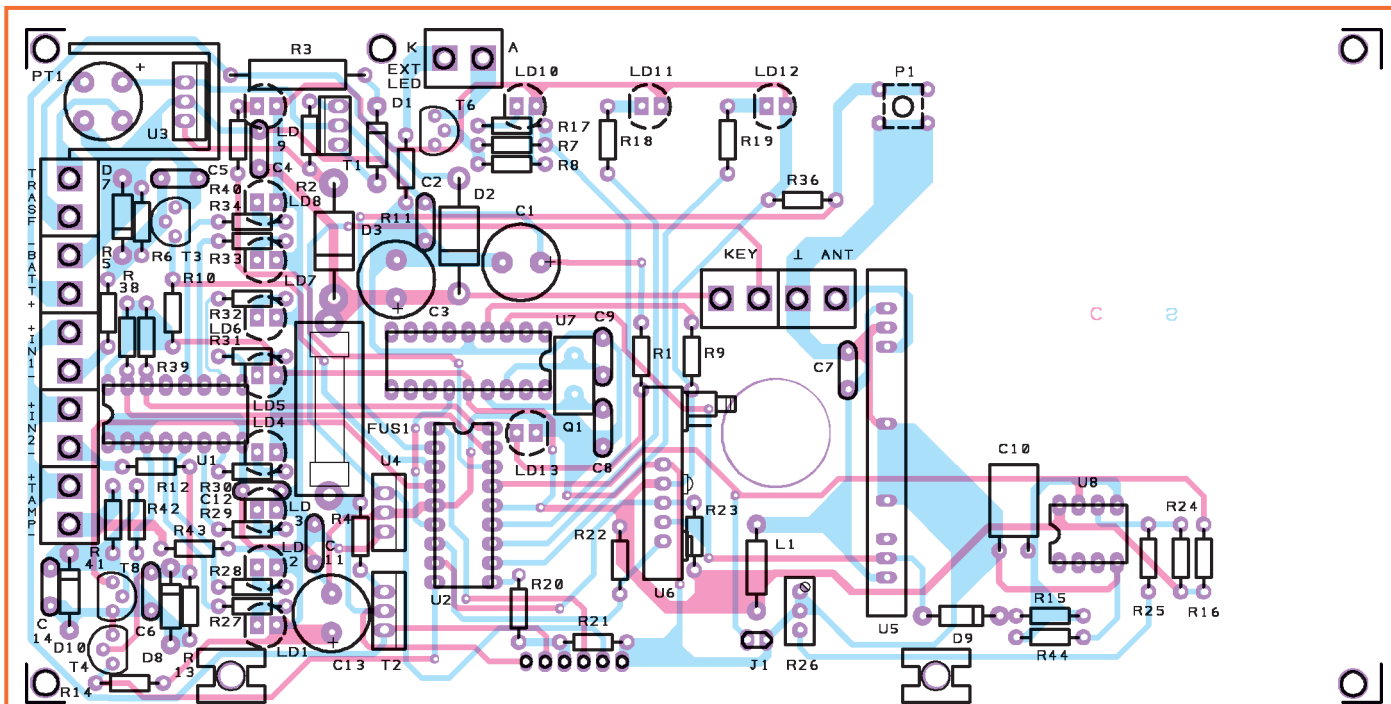 K A
R3
PT1 +
EXT
LED
LD10 LD11 LD12 P1
D1 T6
U3
LD
9
R17
R18 R19
R7
T1
R8
C5 C4
TRASF
D
7
R2
R40
C2
D2
R36
LD8
R34
R11
C1
D3
+
-BATT+
R
5
R6 T3
R33
KEY ⊥ ANT
LD7
R
38
R10
+
C3
C S
R32
LD6
U7 C9
+IN1-
R31
R1 R9
R39
C7
LD5
LD4
+IN2-
FUS1
Q1
LD13
C8
C10
U1
U4
R12
R30
C12
U8
+TAMP-
R42
R29
LD
3
R4
R23
R24
R43
R22
L1
LD
2
C
11
R
41
T8
R28
R20
U2
U6
R25 R16
R15
C
14
R27
C6
R21
U5 D9
D10
T4
D8
R
13
LD1
+
C13 T2
J1
R26
R44
R14